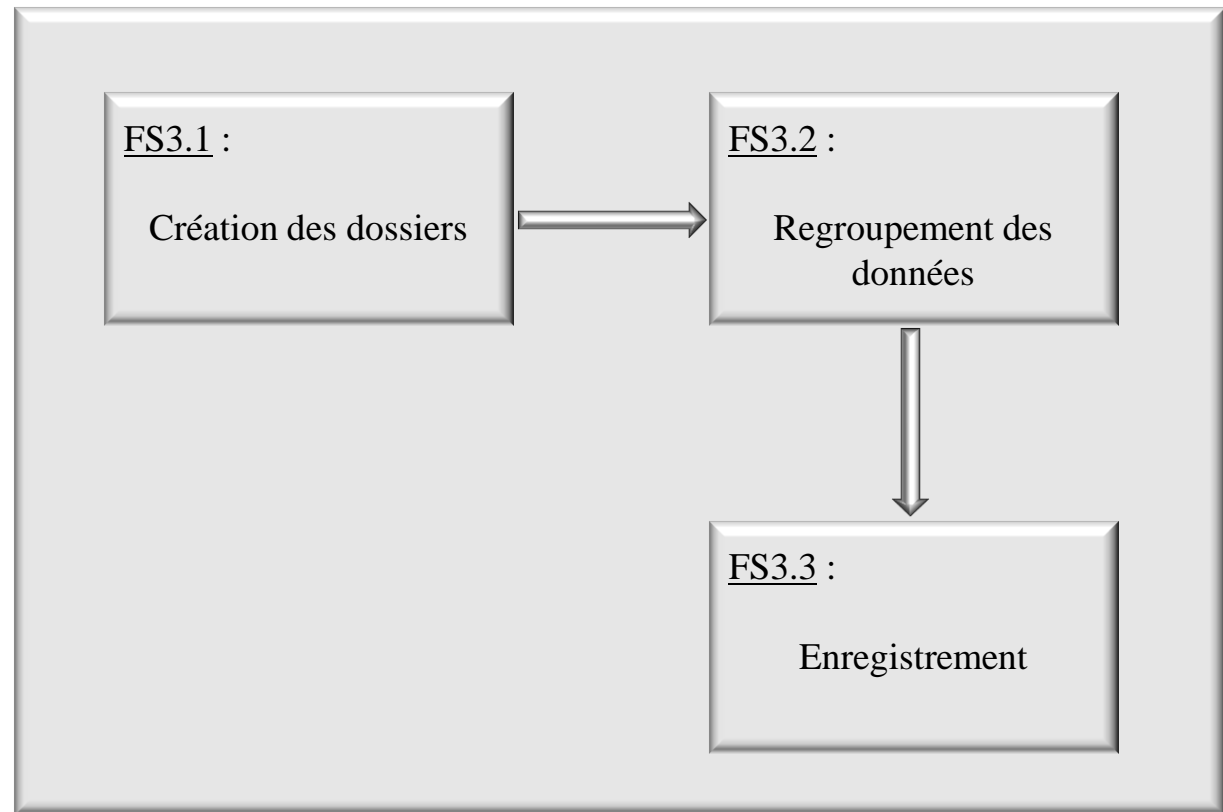 FS3.1 :
Création des dossiers
FS3.2 :
Regroupement des
données
FS3.3 :
Enregistrement